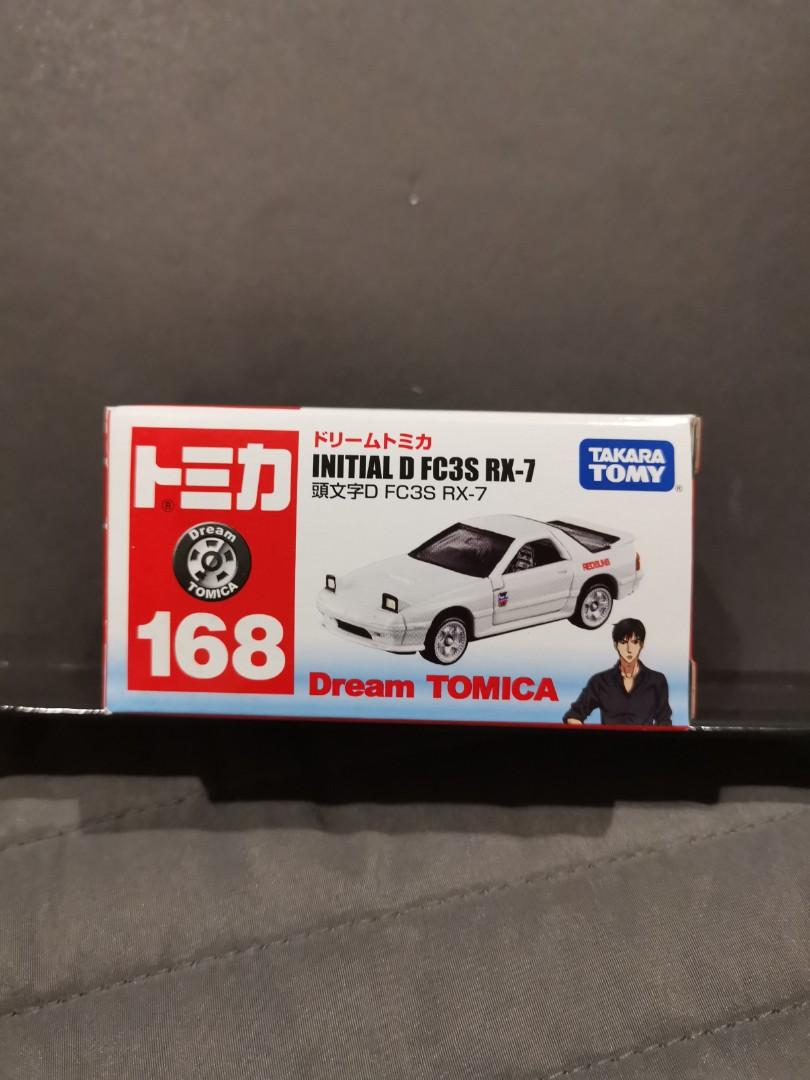 トミカ®
Dream
TOMICA
168
ドリームトミカ
INITIAL D FC3S RX-7
頭文字D FC3S RX-7
TAKARA
TOMY®
REDSUNS
Dream TOMICA